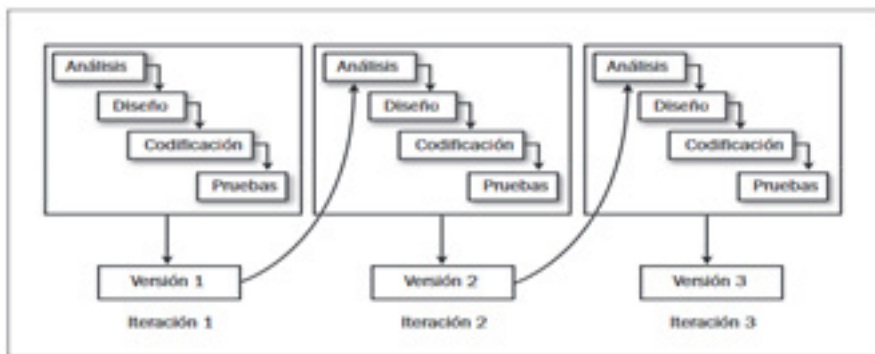 Análisis
Diseño
Codificación
Pruebas
Versión 1
Iteración 1
Análisis
Diseño
Codificación
Pruebas
Versión 2
Iteración 2
Análisis
Diseño
Codificación
Pruebas
Versión 3
Iteración 3